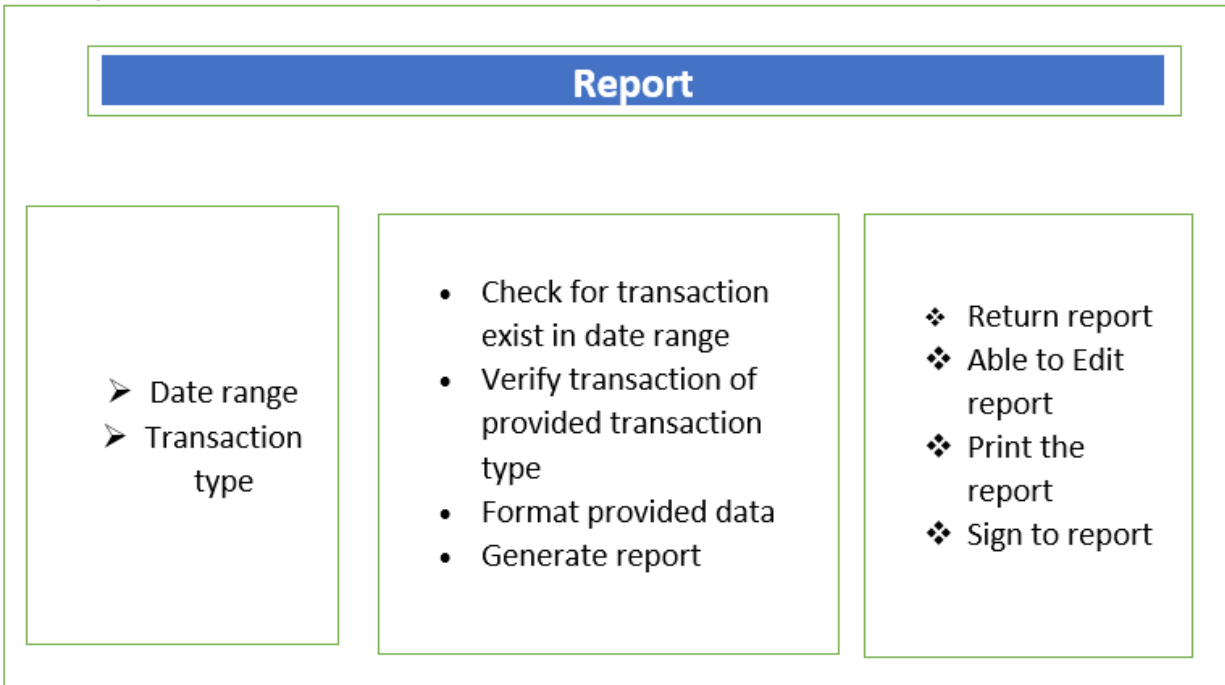 Report
Date range
Transaction
type
Check for transaction
exist in date range
Verify transaction of
provided transaction
type
Format provided data
Generate report
Return report
Able to Edit
report
Print the
report
Sign to report